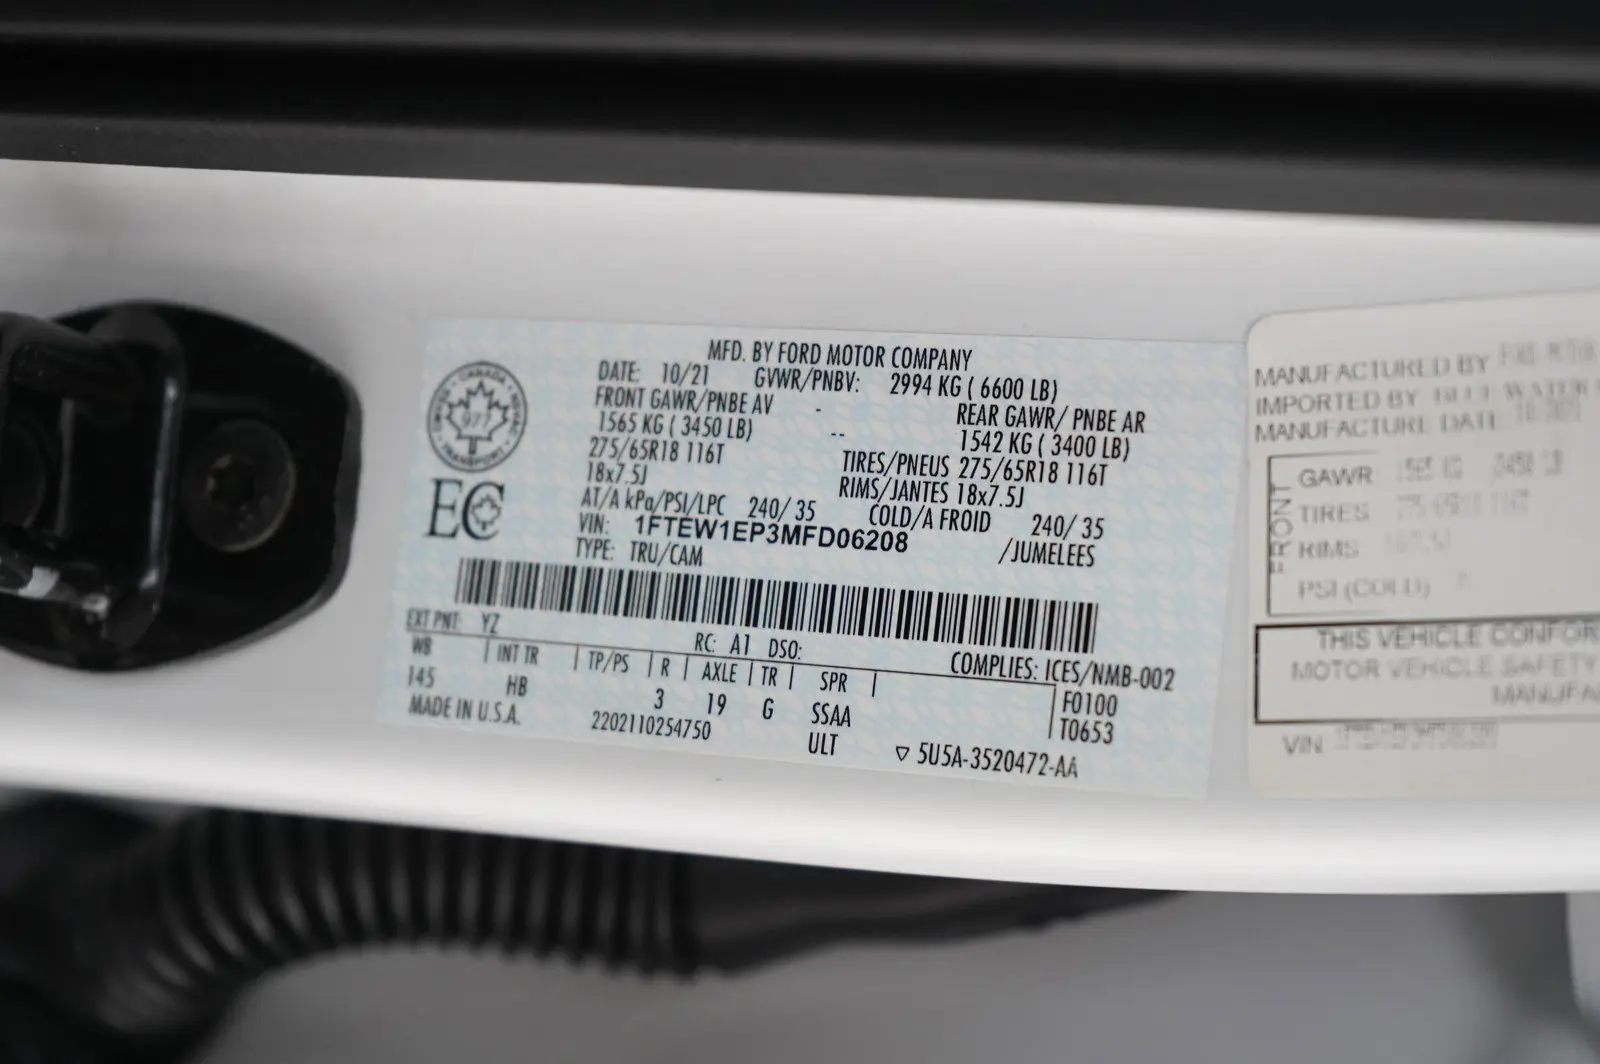 MFD. BY FORD MOTOR COMPANY
DATE: 10/21 GVWR/PNBV: 2994 KG ( 6600 LB)
FRONT GAWR/PNBE AV - REAR GAWR/ PNBE AR
1565 KG ( 3450 LB) -- 1542 KG ( 3400 LB)
275/65R18 116T TIRES/PNEUS 275/65R18 116T
18x7.5J RIMS/JANTES 18x7.5J
AT/A kPa/PSI/LPC 240/ 35 COLD/A FROID 240/ 35
VIN: 1FTEW1EP3MFD06208 /JUMELEES
TYPE: TRU/CAM
CANADA
TRANSPORT
977
EC
EXT PNT: YZ RC: A1 DSO: COMPLIES: ICES/NMB-002
WB | INT TR | TP/PS | R | AXLE | TR | SPR | F0100
145 HB 3 19 G SSAA | T0653
MADE IN U.S.A. 2202110254750 ULT ▽ 5U5A-3520472-AA
MANUFACTURED BY
IMPORTED BY
MANUFACTURE DATE
FRONT
GAWR
TIRES
RIMS
PSI (COLD)
THIS VEHICLE CONFOR
MOTOR VEHICLE SAFETY
MANUFA
VIN